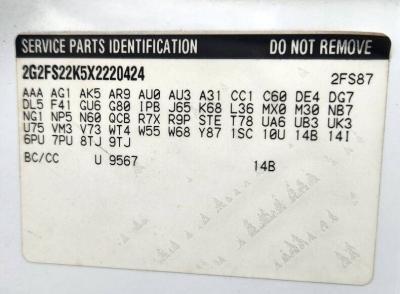 SERVICE PARTS IDENTIFICATION DO NOT REMOVE
2G2FS22K5X2220424 2FS87
AAA AG1 AK5 AR9 AU0 AU3 A31 CC1 C60 DE4 DG7
DL5 F41 GU6 G80 IPB J65 K68 L36 MX0 M30 NB7
NG1 NP5 N60 QCB R7X R9P STE T78 UA6 UB3 UK3
U75 VM3 V73 WT4 W55 W68 Y87 1SC 10U 14B 14I
6PU 7PU 8TJ 9TJ
BC/CC U 9567 14B